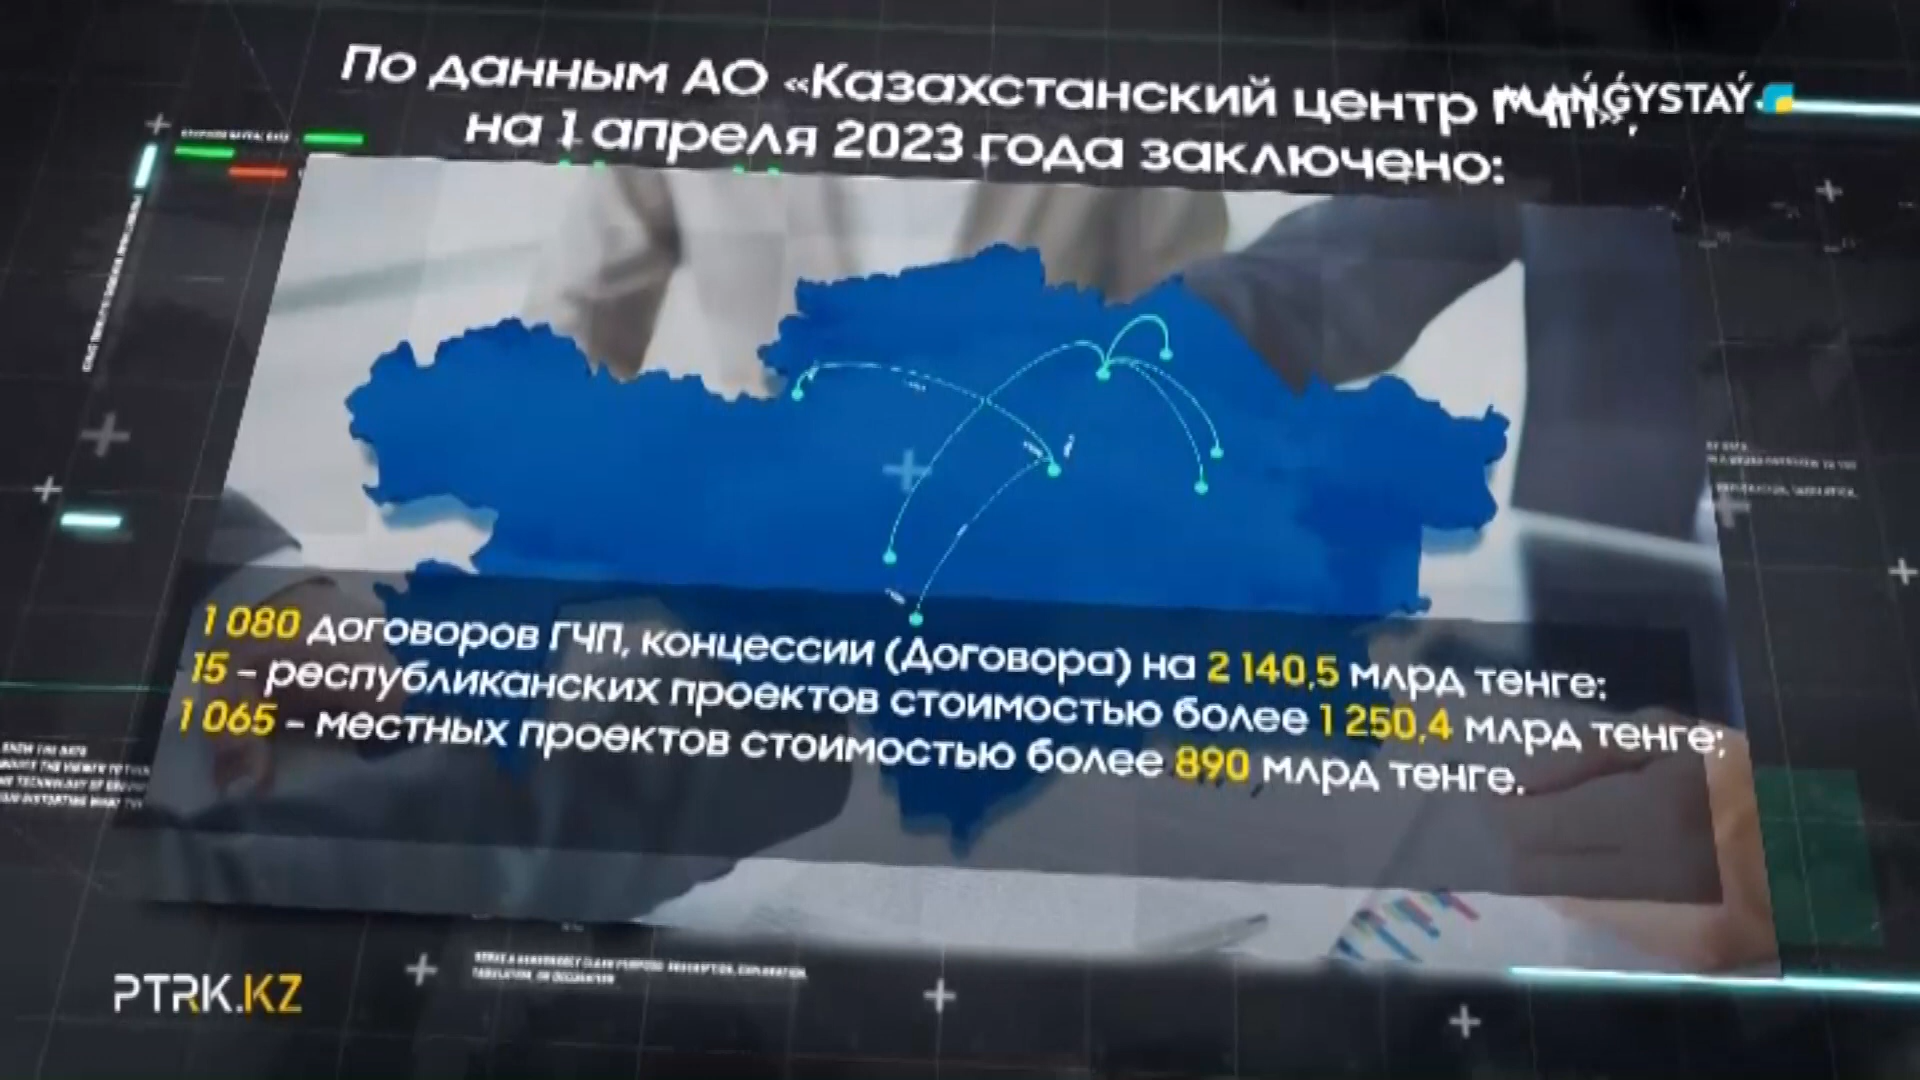 По данным АО «Казахстанский центр ГЧП»,
на 1 апреля 2023 года заключено:
MAŃǴYSTAÝ
1 080 договоров ГЧП, концессии (Договора) на 2 140,5 млрд тенге;
15 – республиканских проектов стоимостью более 1 250,4 млрд тенге;
1 065 – местных проектов стоимостью более 890 млрд тенге.
PTRK.KZ